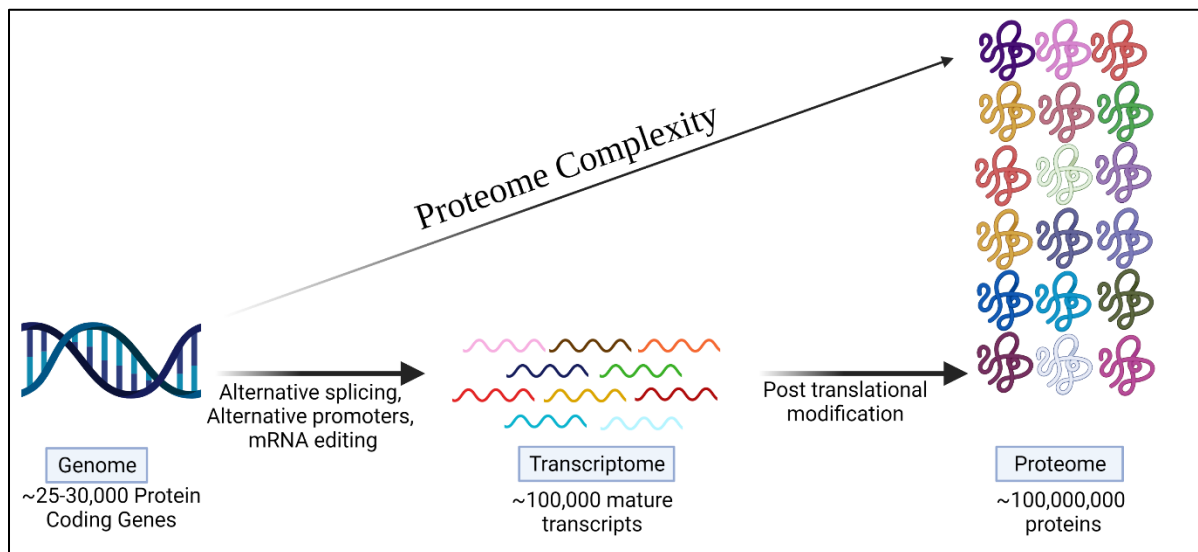 Proteome Complexity
Alternative splicing,
Alternative promoters,
mRNA editing
Post translational
modification
Genome
~25-30,000 Protein
Coding Genes
Transcriptome
~100,000 mature
transcripts
Proteome
~100,000,000
proteins